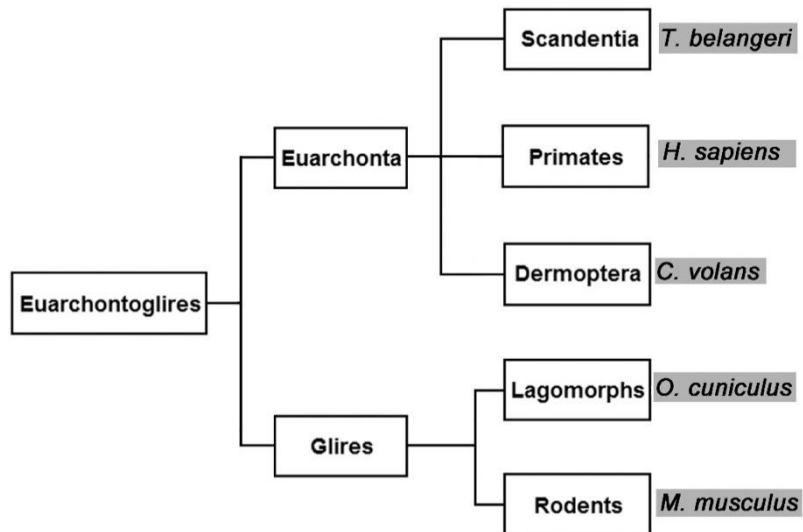 Scandentia T. belangeri
Euarchonta
Primates H. sapiens
Dermoptera C. volans
Euarchontoglires
Lagomorphs O. cuniculus
Glires
Rodents M. musculus